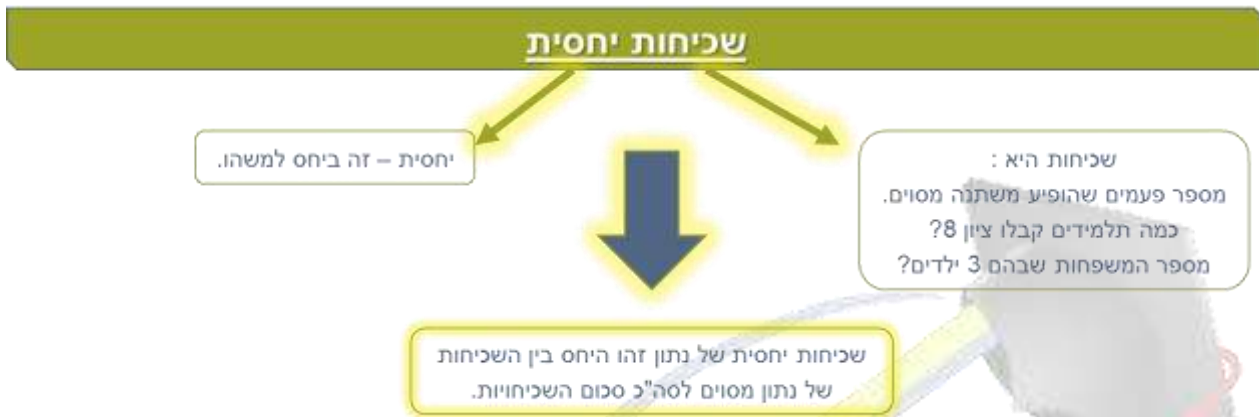 שכיחות יחסית
שכיחות היא :
מספר פעמים שהופיע משתנה מסוים.
כמה תלמידים קבלו ציון 8?
מספר המשפחות שבהם 3 ילדים?
יחסית – זה ביחס למשהו.
שכיחות יחסית של נתון זהו היחס בין השכיחות
של נתון מסוים לסה"כ סכום השכיחויות.